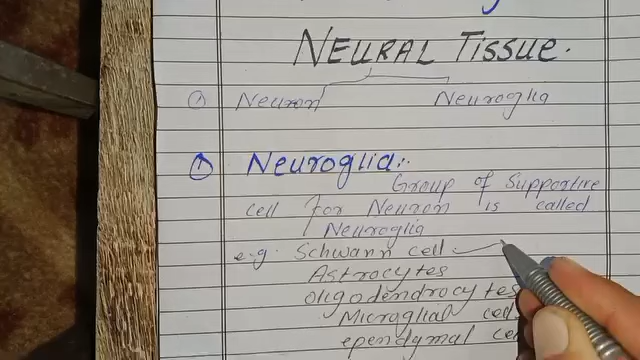 NEURAL TISSUE.
① Neuron Neuroglia
① Neuroglia:.
Group of Supportive
cell for Neuron is called
Neuroglia
e.g. Schwann cell
Astrocytes
oligodendrocytes
Microglial cell
ependymal cel